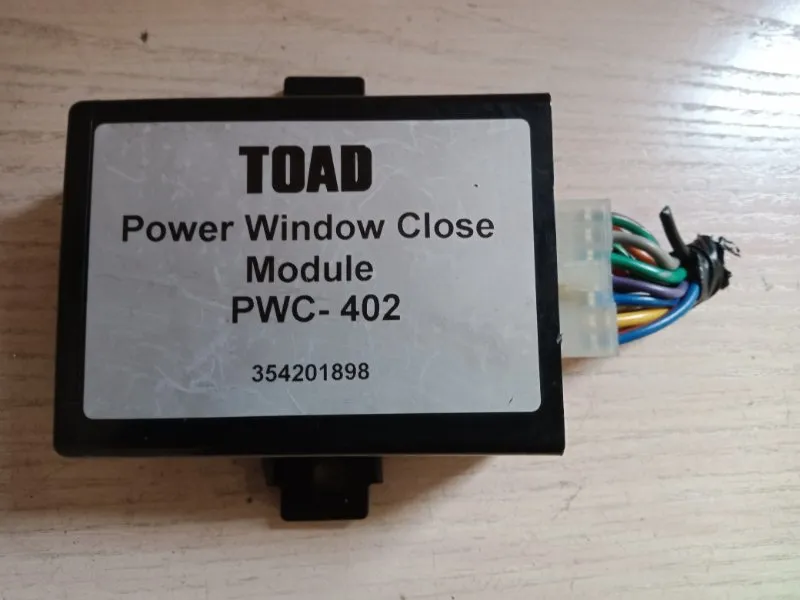 TOAD
Power Window Close
Module
PWC- 402
354201898